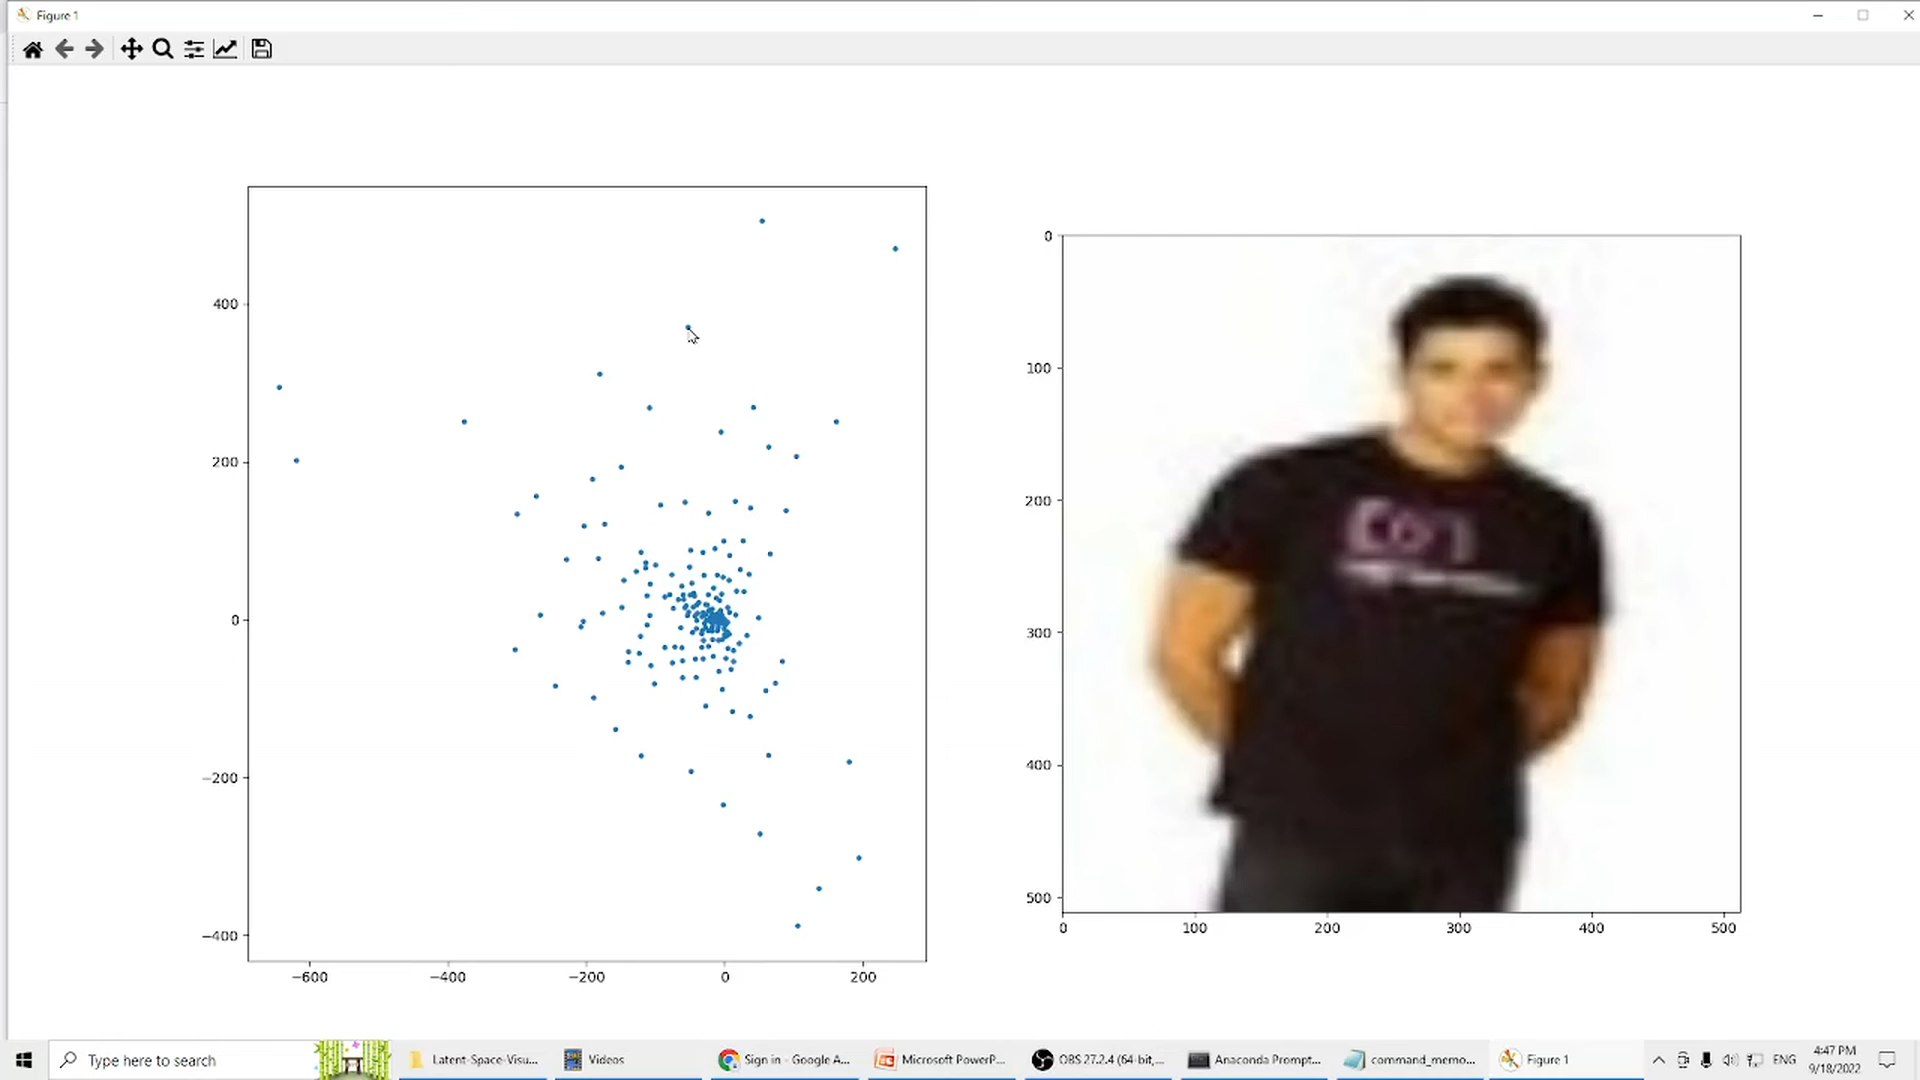 Figure 1
400
200
0
−200
−400
−600
−400
−200
0
200
0
100
200
300
400
500
0
100
200
300
400
500
Type here to search
Latent-Space-Visu...
Videos
Sign in - Google A...
Microsoft PowerP...
OBS 27.2.4 (64-bit,...
Anaconda Prompt...
command_memo...
Figure 1
ENG
4:47 PM
9/18/2022